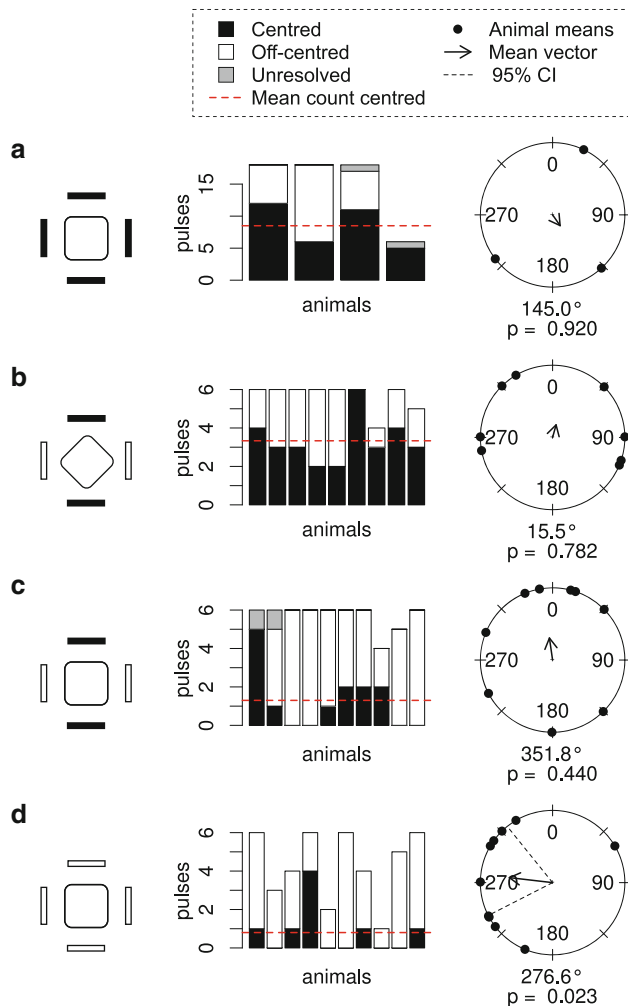 Centred
Off-centred
Unresolved
Mean count centred
Animal means
Mean vector
95% CI
a
pulses
0
5
15
animals
0
90
180
270
145.0°
p = 0.920
b
pulses
0
2
4
6
animals
0
90
180
270
15.5°
p = 0.782
c
pulses
0
2
4
6
animals
0
90
180
270
351.8°
p = 0.440
d
pulses
0
2
4
6
animals
0
90
180
270
276.6°
p = 0.023